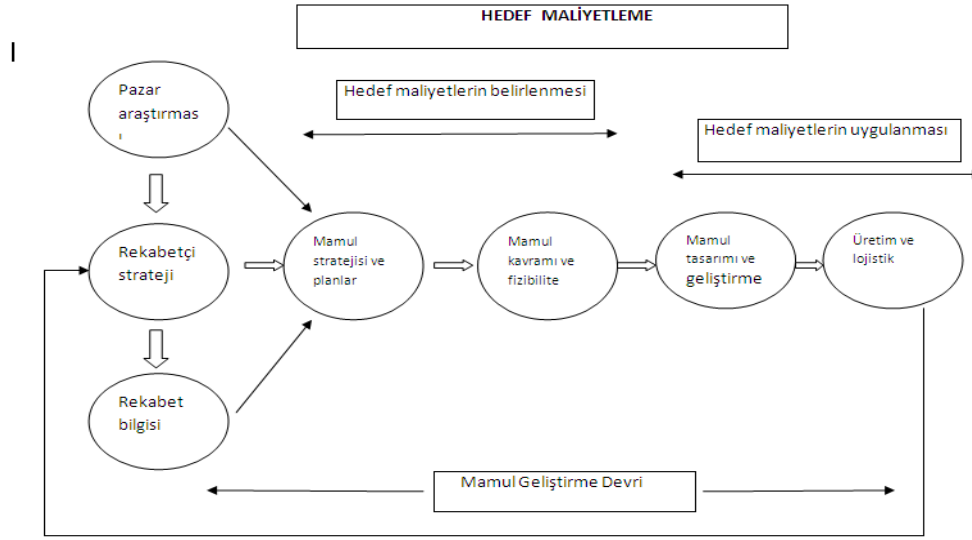 HEDEF MALİYETLEME
l
Pazar
araştırmas
ı
Hedef maliyetlerin belirlenmesi
Hedef maliyetlerin uygulanması
Rekabetçi
strateji
Mamul
stratejisi ve
planlar
Mamul
kavramı ve
fizibilite
Mamul
tasarımı ve
geliştirme
Üretim ve
lojistik
Rekabet
bilgisi
Mamul Geliştirme Devri